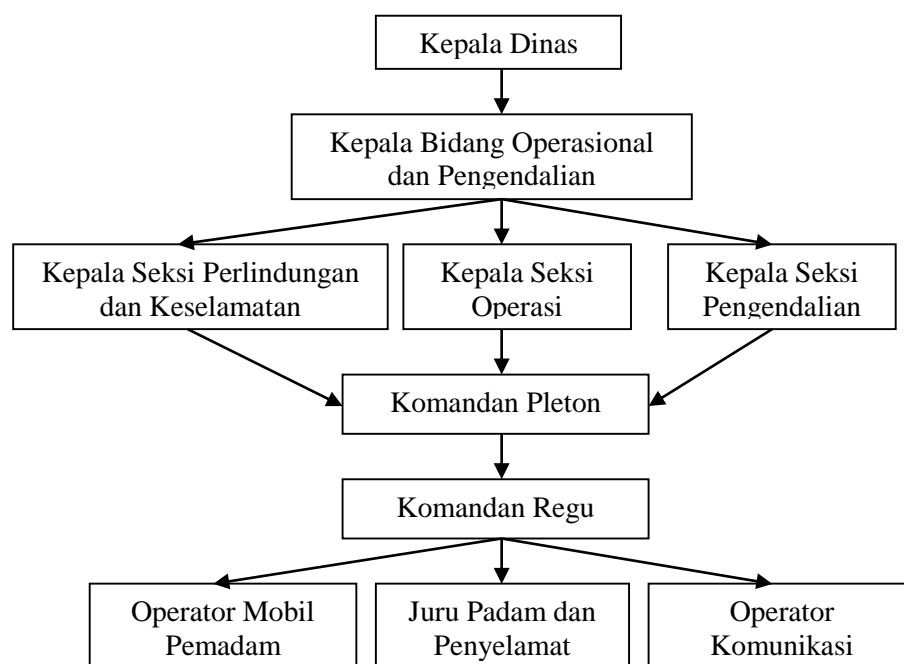 Kepala Dinas
Kepala Bidang Operasional
dan Pengendalian
Kepala Seksi Perlindungan
dan Keselamatan
Kepala Seksi
Operasi
Kepala Seksi
Pengendalian
Komandan Pleton
Komandan Regu
Operator Mobil
Pemadam
Juru Padam dan
Penyelamat
Operator
Komunikasi